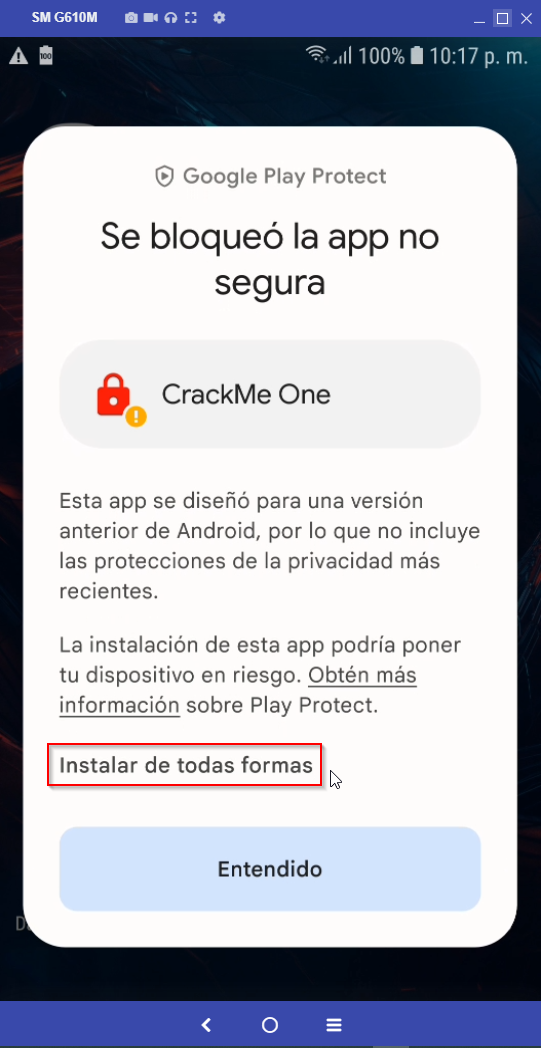 SM G610M
100
100% 10:17 p. m.
Google Play Protect
Se bloqueó la app no
segura
CrackMe One
Esta app se diseñó para una versión
anterior de Android, por lo que no incluye
las protecciones de la privacidad más
recientes.
La instalación de esta app podría poner
tu dispositivo en riesgo. Obtén más
información sobre Play Protect.
Instalar de todas formas
Entendido